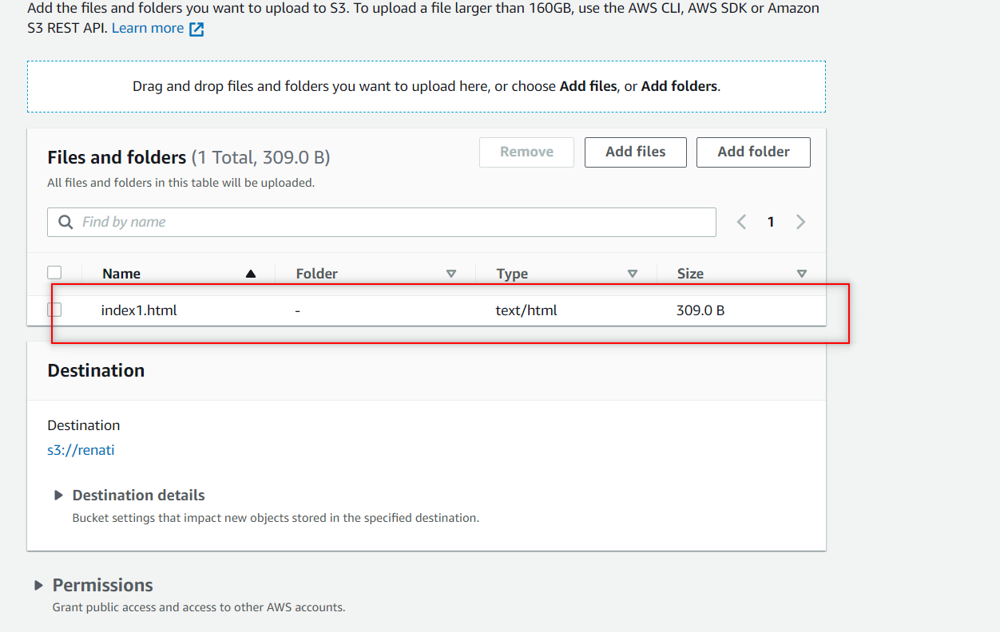 Add the files and folders you want to upload to S3. To upload a file larger than 160GB, use the AWS CLI, AWS SDK or Amazon
S3 REST API. Learn more
Drag and drop files and folders you want to upload here, or choose Add files, or Add folders.
Files and folders (1 Total, 309.0 B)
Remove
Add files
Add folder
All files and folders in this table will be uploaded.
Find by name
1
Name Folder Type Size
index1.html - text/html 309.0 B
Destination
Destination
s3://renati
Destination details
Bucket settings that impact new objects stored in the specified destination.
Permissions
Grant public access and access to other AWS accounts.